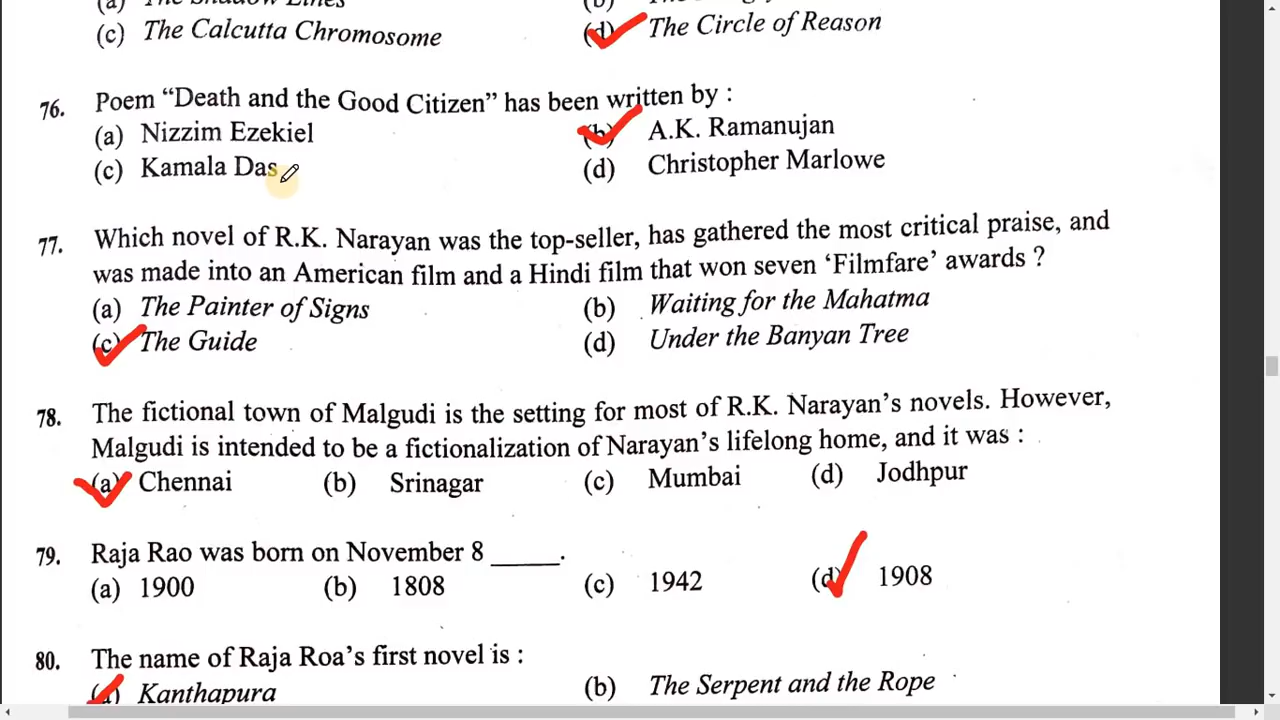 (a) The Shadow Lines (b)
(c) The Calcutta Chromosome (d) The Circle of Reason
76. Poem “Death and the Good Citizen” has been written by :
(a) Nizzim Ezekiel (b) A.K. Ramanujan
(c) Kamala Das (d) Christopher Marlowe
77. Which novel of R.K. Narayan was the top-seller, has gathered the most critical praise, and
was made into an American film and a Hindi film that won seven ‘Filmfare’ awards ?
(a) The Painter of Signs (b) Waiting for the Mahatma
(c) The Guide (d) Under the Banyan Tree
78. The fictional town of Malgudi is the setting for most of R.K. Narayan’s novels. However,
Malgudi is intended to be a fictionalization of Narayan’s lifelong home, and it was :
(a) Chennai (b) Srinagar (c) Mumbai (d) Jodhpur
79. Raja Rao was born on November 8 _____.
(a) 1900 (b) 1808 (c) 1942 (d) 1908
80. The name of Raja Roa’s first novel is :
(a) Kanthapura (b) The Serpent and the Rope